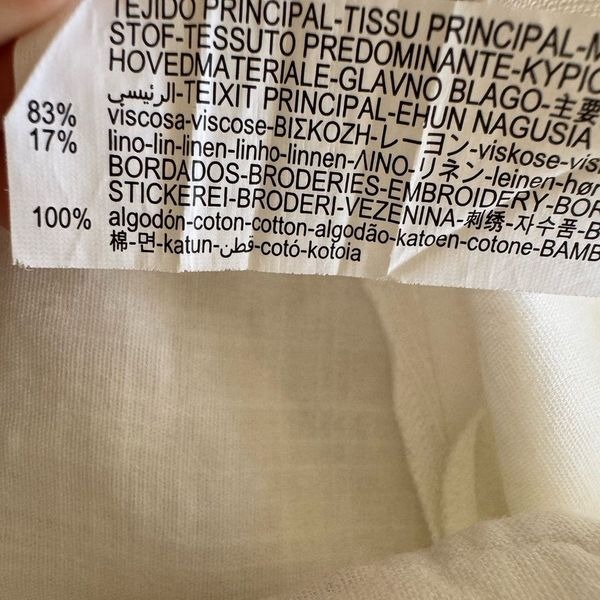 TEJIDO PRINCIPAL-TISSU PRINCIPAL-M
STOF-TESSUTO PREDOMINANTE-KYPIO
HOVEDMATERIALE-GLAVNO BLAGO-主要
الرئيسي-TEIXIT PRINCIPAL-EHUN NAGUSIA
83% viscosa-viscose-ΒΙΣΚΟΖΗ-レーヨン-viskose-vis
17% lino-lin-linen-linho-linnen-ΛΙΝΟ-リネン-leinen-hør
BORDADOS-BRODERIES-EMBROIDERY-BOR
STICKEREI-BRODERI-VEZENINA-刺绣-자수품-B
100% algodón-coton-cotton-algodão-katoen-cotone-BAMB
棉-면-katun-قطن-cotó-kotoia